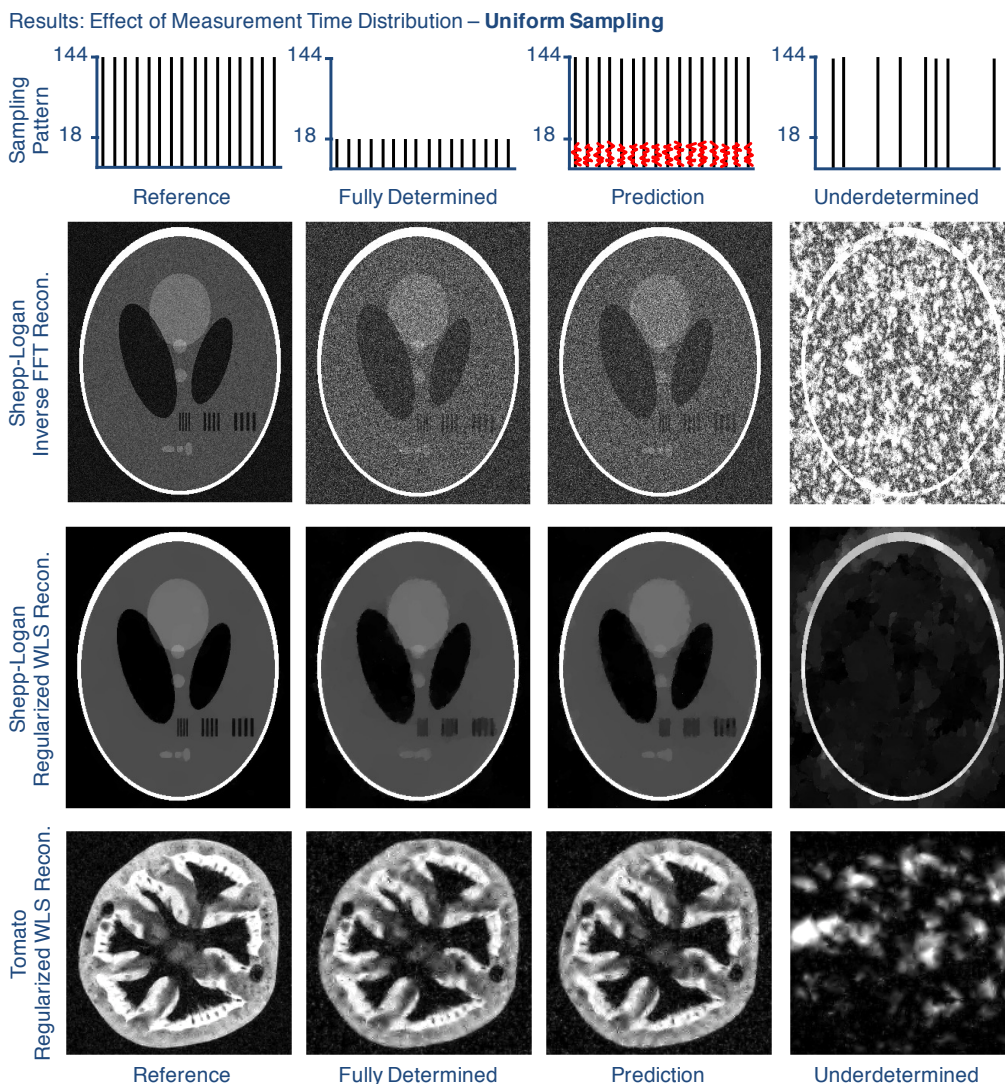 Results: Effect of Measurement Time Distribution – Uniform Sampling
Sampling
Pattern
144
18
144
18
144
18
144
18
Reference
Fully Determined
Prediction
Underdetermined
Shepp-Logan
Inverse FFT Recon.
Shepp-Logan
Regularized WLS Recon.
Tomato
Regularized WLS Recon.
Reference
Fully Determined
Prediction
Underdetermined